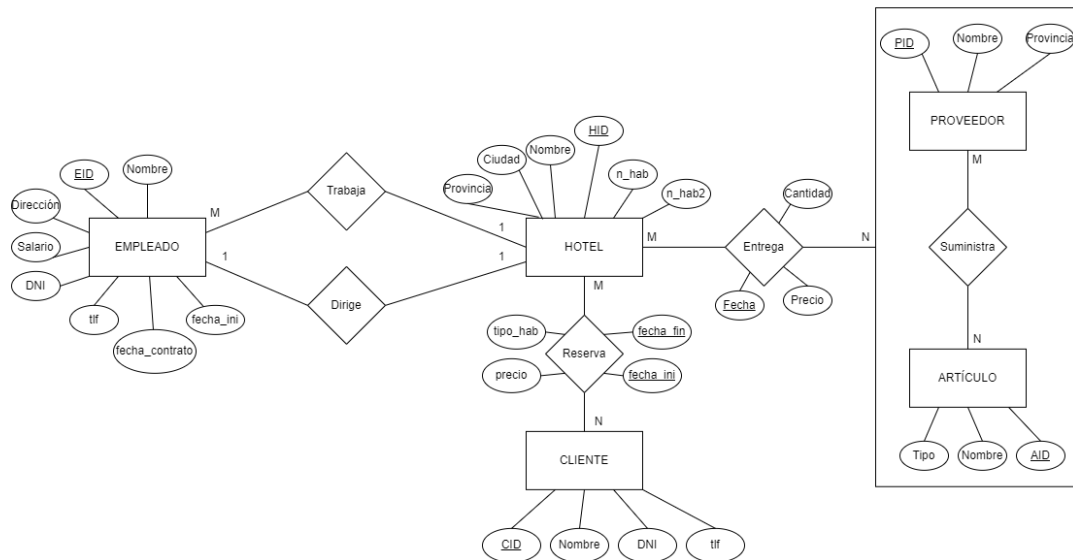 PID
Nombre
Provincia
PROVEEDOR
M
Suministra
N
ARTÍCULO
Tipo
Nombre
AID
HID
Nombre
Ciudad
Provincia
n_hab
n_hab2
HOTEL
EID
Nombre
Dirección
Salario
DNI
tlf
fecha_contrato
fecha_ini
EMPLEADO
M
Trabaja
1
1
Dirige
1
M
Entrega
N
Cantidad
Fecha
Precio
M
tipo_hab
fecha_fin
Reserva
precio
fecha_ini
N
CLIENTE
CID
Nombre
DNI
tlf